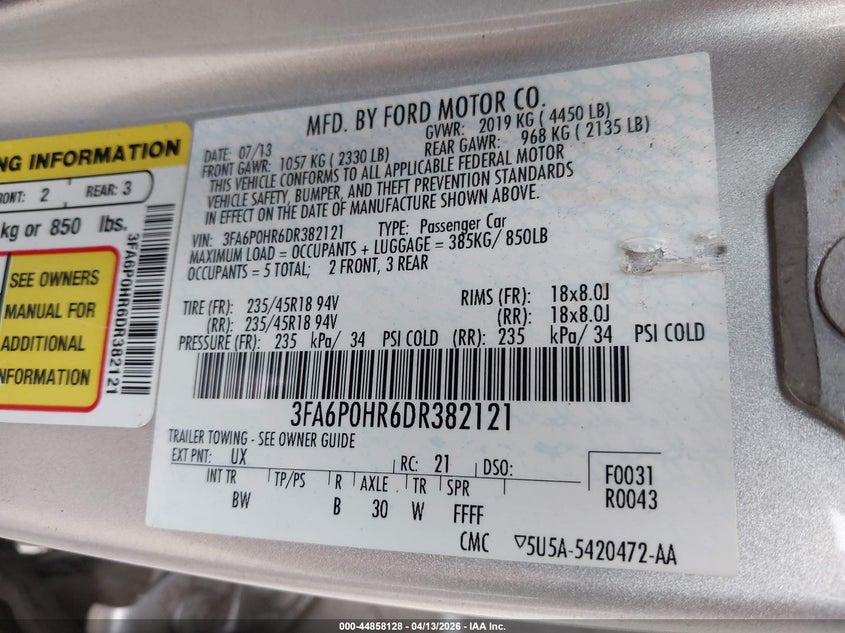 NG INFORMATION
RONT: 2 REAR: 3
kg or 850 lbs.
SEE OWNERS
MANUAL FOR
ADDITIONAL
INFORMATION
3FA6P0HR6DR382121
MFD. BY FORD MOTOR CO.
DATE: 07/13 GVWR: 2019 KG ( 4450 LB)
FRONT GAWR: 1057 KG ( 2330 LB) REAR GAWR: 968 KG ( 2135 LB)
THIS VEHICLE CONFORMS TO ALL APPLICABLE FEDERAL MOTOR
VEHICLE SAFETY, BUMPER, AND THEFT PREVENTION STANDARDS
IN EFFECT ON THE DATE OF MANUFACTURE SHOWN ABOVE.
VIN: 3FA6P0HR6DR382121 TYPE: Passenger Car
MAXIMUM LOAD = OCCUPANTS + LUGGAGE = 385KG/ 850LB
OCCUPANTS = 5 TOTAL; 2 FRONT, 3 REAR
TIRE (FR): 235/45R18 94V RIMS (FR): 18x8.0J
(RR): 235/45R18 94V (RR): 18x8.0J
PRESSURE (FR): 235 kPa/ 34 PSI COLD (RR): 235 kPa/ 34 PSI COLD
3FA6P0HR6DR382121
TRAILER TOWING - SEE OWNER GUIDE
EXT PNT: UX RC: 21 DSO:
INT TR TP/PS R AXLE TR SPR
BW B 30 W FFFF
F0031
R0043
CMC ▽5U5A-5420472-AA
000-44858128 | 04/13/2026 | IAA Inc.